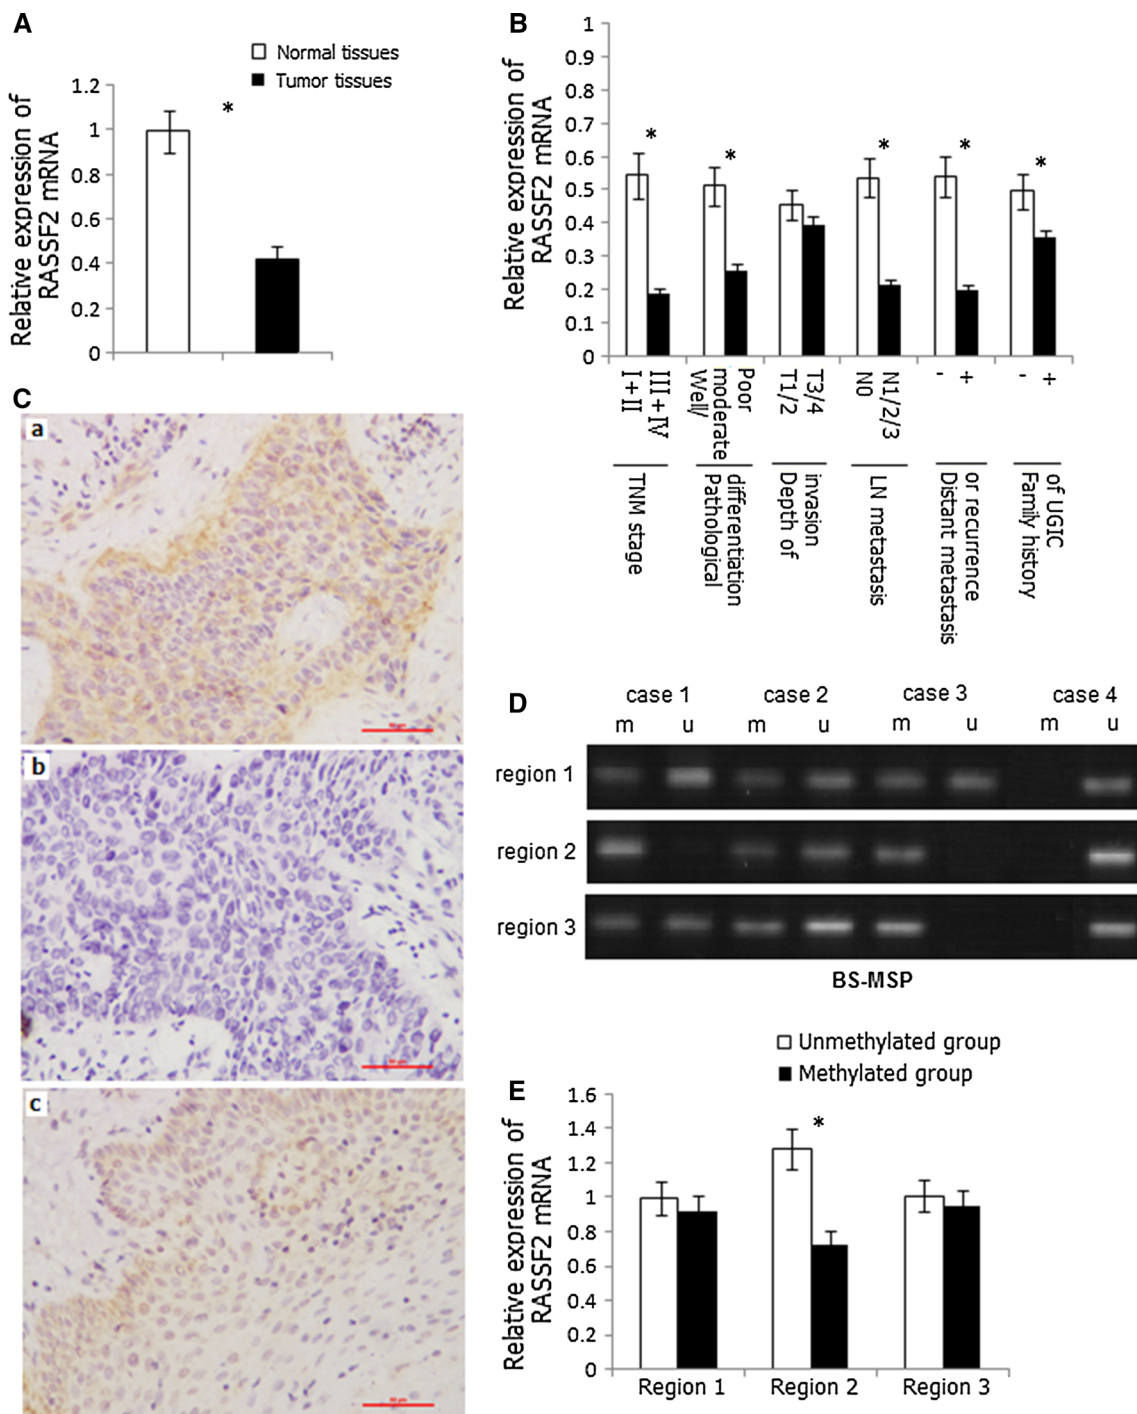 A
Normal tissues
Tumor tissues
*
1.2
1
0.8
0.6
0.4
0.2
0
Relative expression of
RASSF2 mRNA
B
1
0.9
0.8
0.7
0.6
0.5
0.4
0.3
0.2
0.1
0
Relative expression of
RASSF2 mRNA
*
*
*
*
*
I+II
III+IV
TNM stage
Well/
moderate
Poor
Pathological
differentiation
T1/2
T3/4
Depth of
invasion
N0
N1/2/3
LN metastasis
-
+
Distant metastasis
or recurrence
-
+
Family history
of UGIC
C
a
b
c
D
case 1
case 2
case 3
case 4
m u m u m u m u
region 1
region 2
region 3
BS-MSP
E
Unmethylated group
Methylated group
1.6
1.4
1.2
1
0.8
0.6
0.4
0.2
0
Relative expression of
RASSF2 mRNA
*
Region 1
Region 2
Region 3